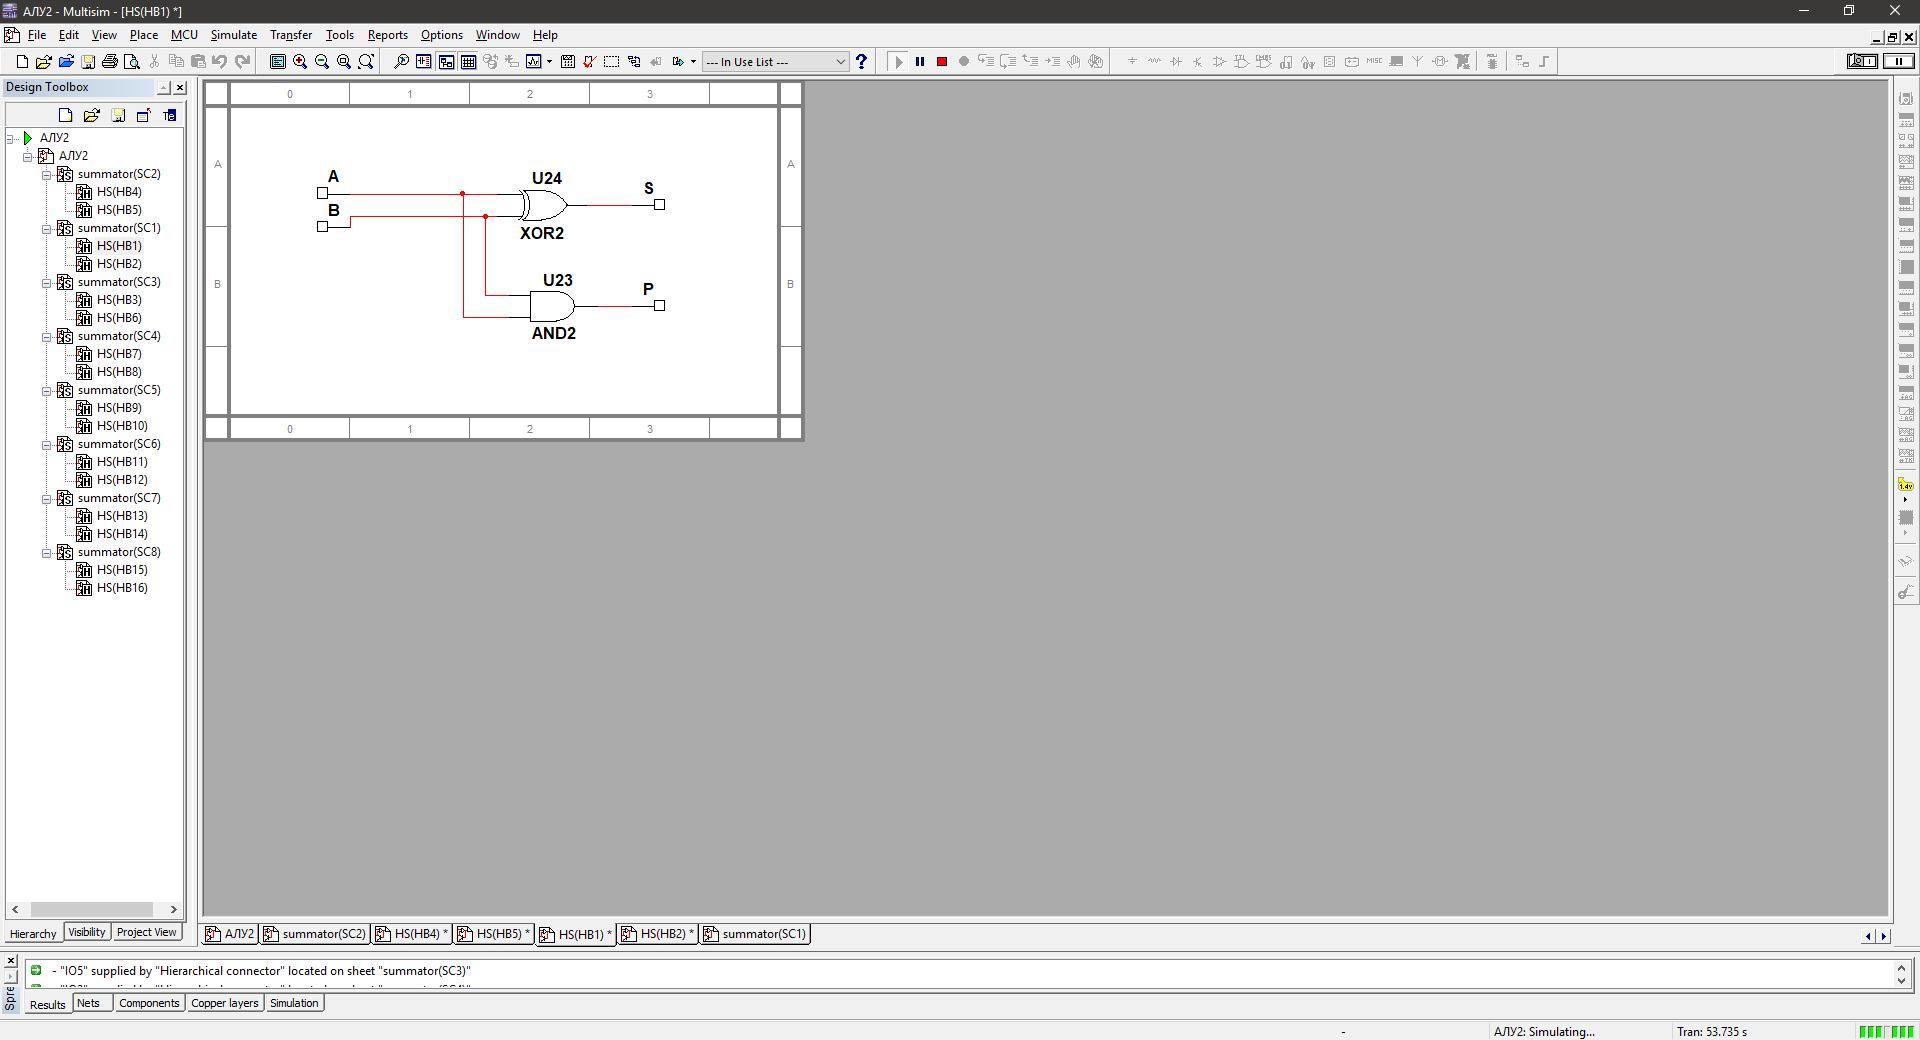 АЛУ2 - Multisim - [HS(HB1) *]
File Edit View Place MCU Simulate Transfer Tools Reports Options Window Help
--- In Use List ---
Design Toolbox
АЛУ2
АЛУ2
summator(SC2)
HS(HB4)
HS(HB5)
summator(SC1)
HS(HB1)
HS(HB2)
summator(SC3)
HS(HB3)
HS(HB6)
summator(SC4)
HS(HB7)
HS(HB8)
summator(SC5)
HS(HB9)
HS(HB10)
summator(SC6)
HS(HB11)
HS(HB12)
summator(SC7)
HS(HB13)
HS(HB14)
summator(SC8)
HS(HB15)
HS(HB16)
Hierarchy Visibility Project View
0 1 2 3
A A
B B
A
B
U24
XOR2
S
U23
AND2
P
0 1 2 3
АЛУ2 summator(SC2) HS(HB4) * HS(HB5) * HS(HB1) * HS(HB2) * summator(SC1)
- "IO5" supplied by "Hierarchical connector" located on sheet "summator(SC3)"
Spre
Results Nets Components Copper layers Simulation
- АЛУ2: Simulating... Tran: 53.735 s